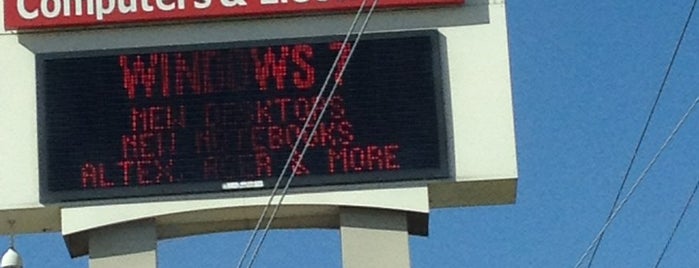 Computers &
WINDOWS 7
NEW DESKTOPS
NEW NOTEBOOKS
ALTEX, ACER & MORE